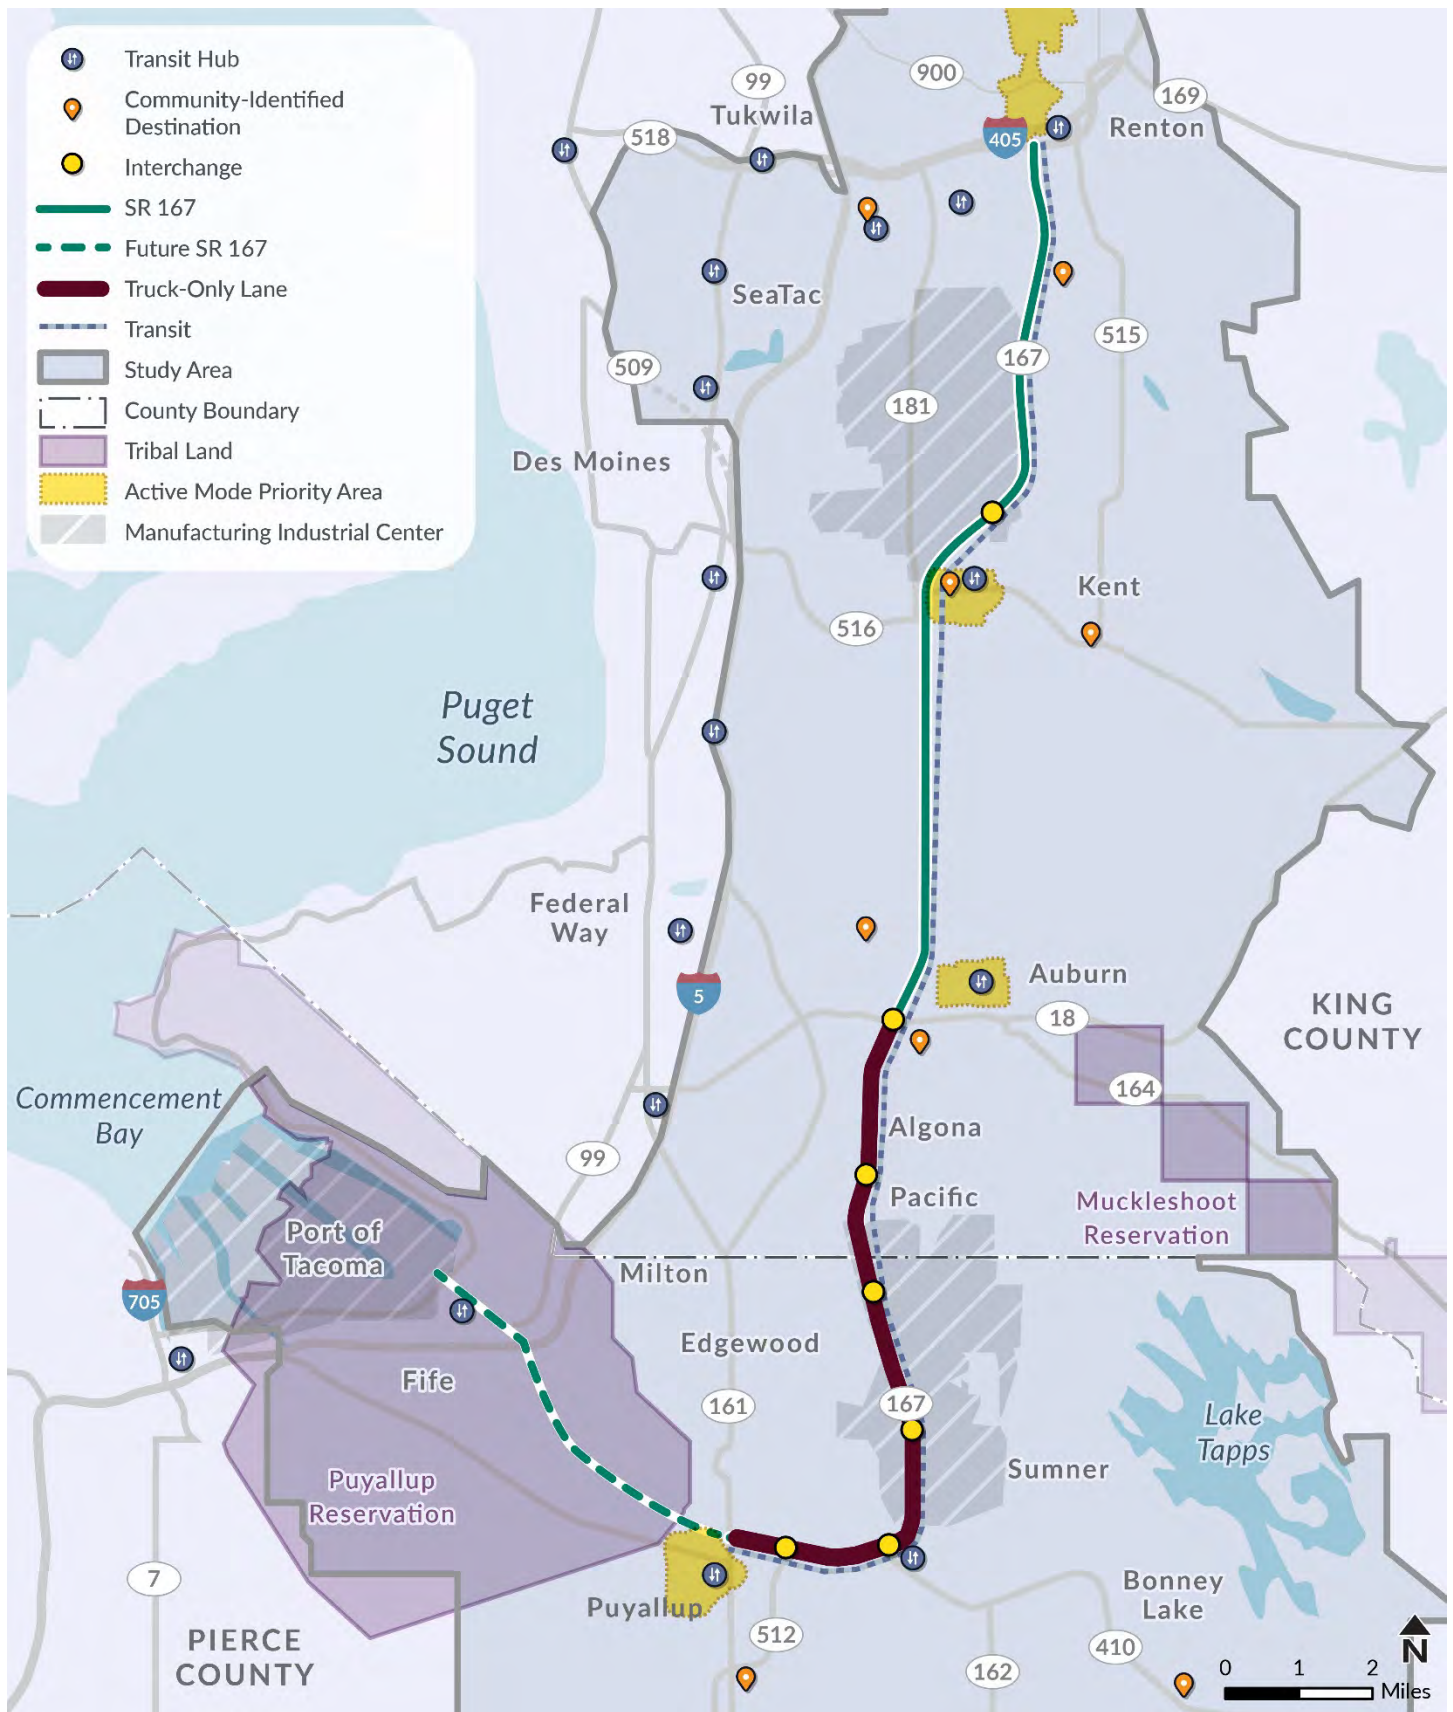 Transit Hub
Community-Identified
Destination
Interchange
SR 167
Future SR 167
Truck-Only Lane
Transit
Study Area
County Boundary
Tribal Land
Active Mode Priority Area
Manufacturing Industrial Center
99
900
169
Tukwila
518
405
Renton
SeaTac
515
509
167
181
Des Moines
Kent
516
Puget
Sound
Federal
Way
Auburn
5
18
KING
COUNTY
Commencement
Bay
164
Algona
99
Pacific
Muckleshoot
Reservation
Port of
Tacoma
Milton
705
Edgewood
Fife
161
167
Lake
Tapps
Sumner
Puyallup
Reservation
7
Bonney
Lake
Puyallup
512
PIERCE
COUNTY
410
162
N
0 1 2
Miles